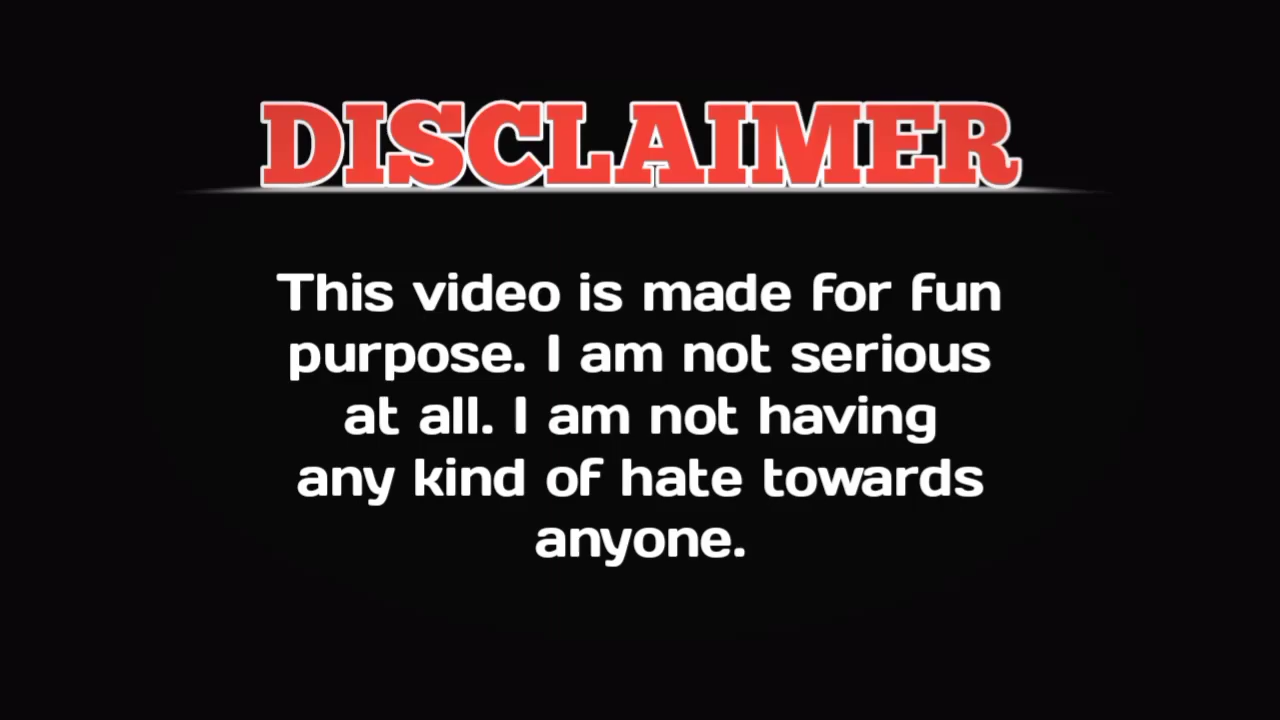 DISCLAIMER
This video is made for fun
purpose. I am not serious
at all. I am not having
any kind of hate towards
anyone.